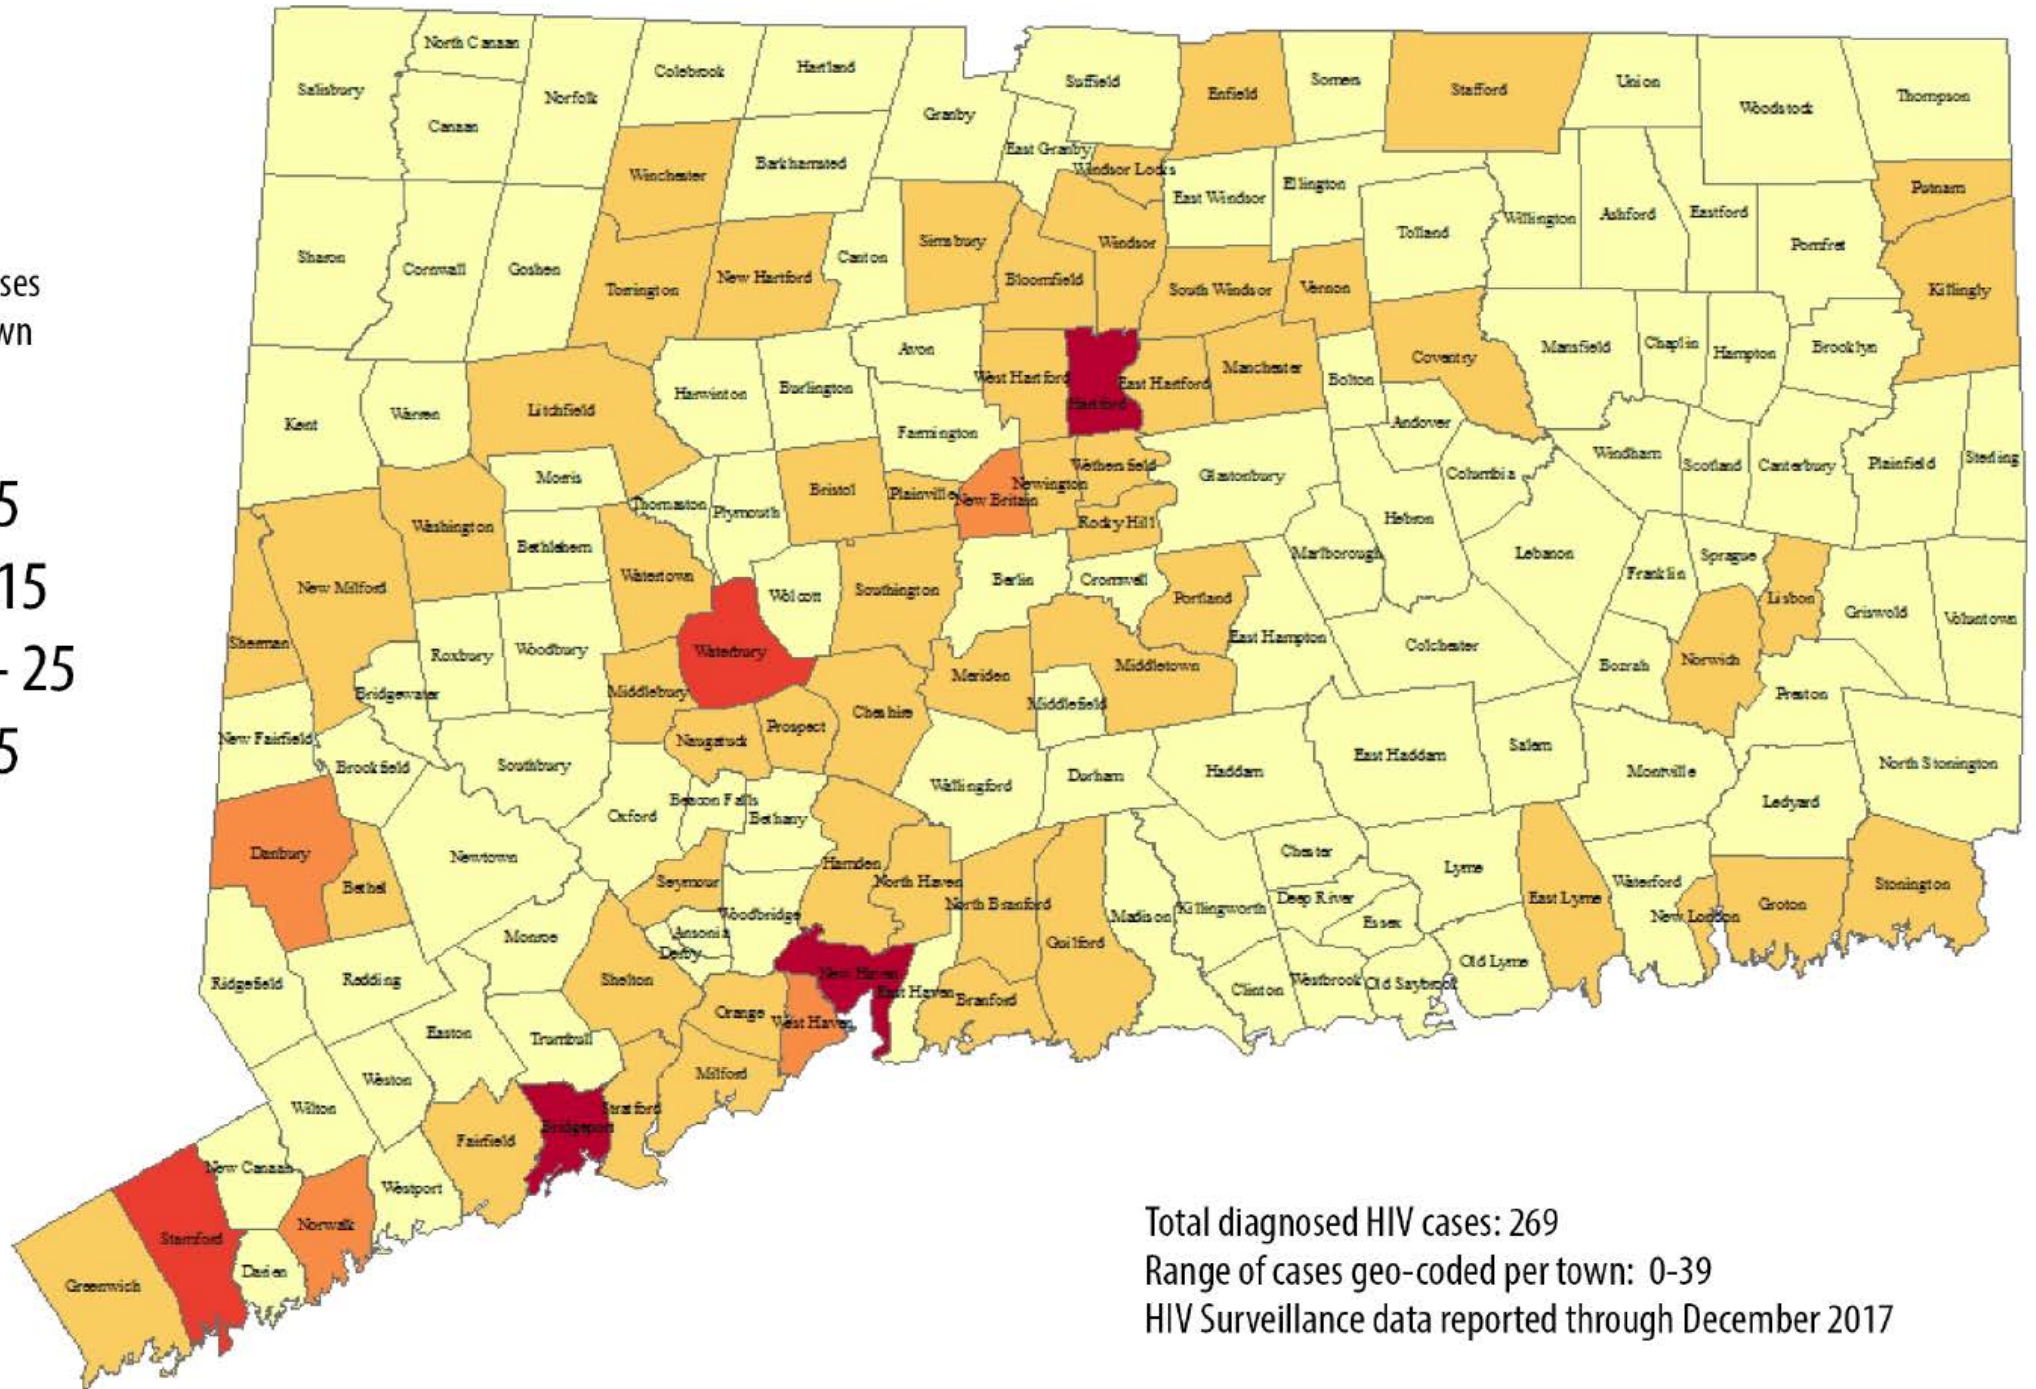 North Canaan
Colebrook
Hartland
Salisbury
Norfolk
Canaan
Granby
Suffield
Enfield
Somers
Stafford
Union
Woodstock
Thompson
East Granby
Windsor Locks
Winchester
Barkhamsted
East Windsor
Ellington
Putnam
Sharon
Cornwall
Goshen
Torrington
New Hartford
Canton
Simsbury
Bloomfield
Windsor
South Windsor
Vernon
Tolland
Willington
Ashford
Eastford
Pomfret
Killingly
ses
wn
Kent
Warren
Litchfield
Harwinton
Burlington
Avon
Farmington
West Hartford
Hartford
East Hartford
Manchester
Bolton
Coventry
Andover
Mansfield
Chaplin
Hampton
Brooklyn
Morris
Thomaston
Plymouth
Bristol
Plainville
New Britain
Newington
Wethersfield
Rocky Hill
Glastonbury
Hebron
Columbia
Windham
Scotland
Canterbury
Plainfield
Sterling
5
15
- 25
5
Washington
Bethlehem
Watertown
New Milford
Sherman
Roxbury
Woodbury
Bridgewater
Middlebury
Waterbury
Wolcott
Southington
Berlin
Cromwell
Portland
Marlborough
East Hampton
Lebanon
Colchester
Franklin
Sprague
Lisbon
Griswold
Voluntown
Bozrah
Norwich
Preston
New Fairfield
Brookfield
Southbury
Naugatuck
Prospect
Cheshire
Meriden
Middletown
Middlefield
Wallingford
Durham
Haddam
East Haddam
Salem
Montville
Ledyard
North Stonington
Danbury
Bethel
Newtown
Oxford
Beacon Falls
Bethany
Seymour
Hamden
North Haven
North Branford
Guilford
Madison
Killingworth
Chester
Deep River
Essex
Lyme
East Lyme
Waterford
New London
Groton
Stonington
Ridgefield
Redding
Monroe
Shelton
Ansonia
Derby
Woodbridge
Orange
New Haven
West Haven
East Haven
Branford
Clinton
Westbrook
Old Saybrook
Old Lyme
Easton
Trumbull
Milford
Weston
Wilton
Fairfield
Bridgeport
Stratford
New Canaan
Westport
Norwalk
Stamford
Darien
Greenwich
Total diagnosed HIV cases: 269
Range of cases geo-coded per town: 0-39
HIV Surveillance data reported through December 2017